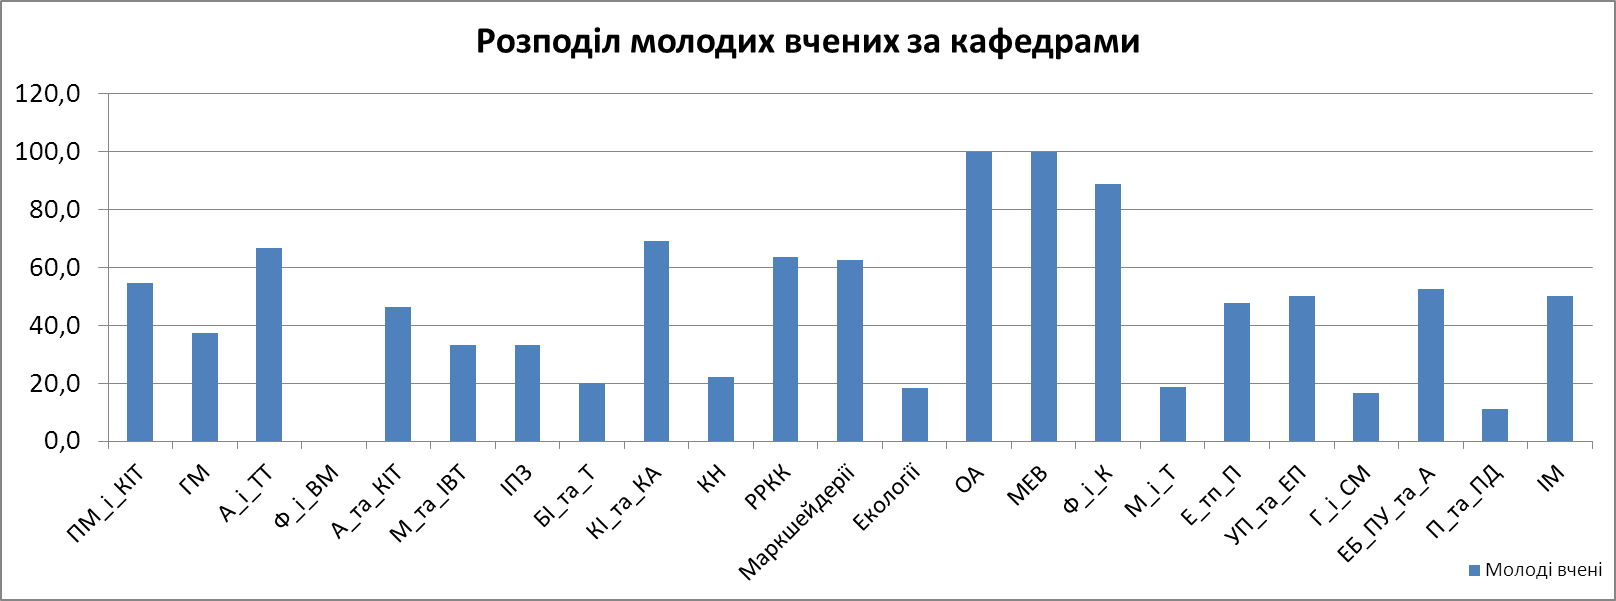 Розподіл молодих вчених за кафедрами
120,0
100,0
80,0
60,0
40,0
20,0
0,0
ПМ_і_КІТ
ГМ
А_і_ТТ
Ф_і_ВМ
А_та_КІТ
М_та_ІВТ
ІПЗ
БІ_та_Т
КІ_та_КА
КН
РРКК
Маркшейдерії
Екології
ОА
МЕВ
Ф_і_К
М_і_Т
Е_тп_П
УП_та_ЕП
Г_і_СМ
ЕБ_ПУ_та_А
П_та_ПД
ІМ
Молоді вчені